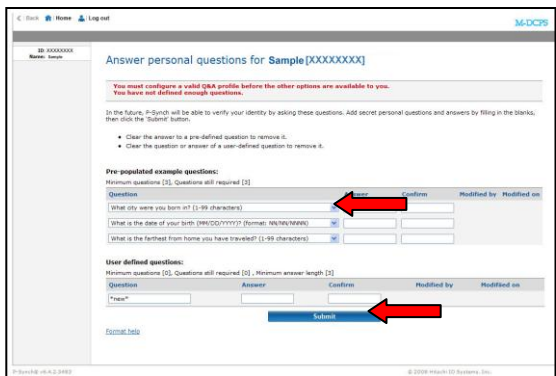 Back Home Log out
M-DCPS
ID: XXXXXXXX
Name: Sample
Answer personal questions for Sample[XXXXXXXX]
You must configure a valid Q&A profile before the other options are available to you.
You have not defined enough questions.
In the future, P-Synch will be able to verify your identity by asking these questions. Add secret personal questions and answers by filling in the blanks,
then click the 'Submit' button.
Clear the answer to a pre-defined question to remove it.
Clear the question or answer of a user-defined question to remove it.
Pre-populated example questions:
Minimum questions [3], Questions still required [3]
Question Answer Confirm Modified by Modified on
What city were you born in? (1-99 characters)
What is the date of your birth (MM/DD/YYYY)? (format: NN/NN/NNNN)
What is the farthest from home you have traveled? (1-99 characters)
User defined questions:
Minimum questions [0], Questions still required [0] , Minimum answer length [3]
Question Answer Confirm Modified by Modified on
*new*
Submit
Format help
P-Synch® v6.4.2.3483
© 2008 Hitachi ID Systems, Inc.